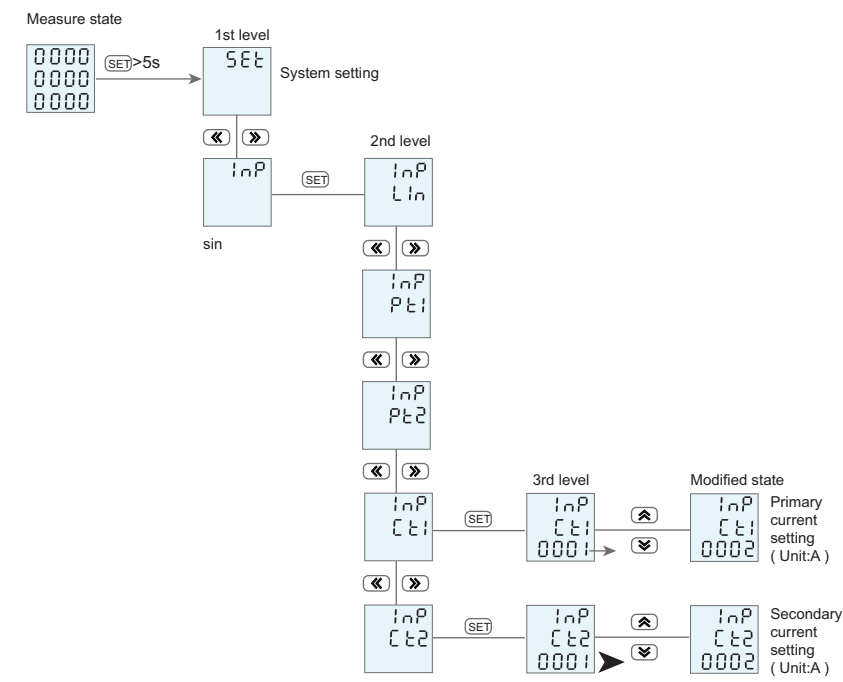 Measure state
1st level
0000
0000
0000
SET >5s
SEt
System setting
« »
InP
SET
sin
2nd level
InP
LIn
« »
InP
Pt1
« »
InP
Pt2
« »
3rd level
Modified state
InP
Ct1
SET
InP
Ct1
0001
InP
Ct1
0002
Primary
current
setting
( Unit:A )
« »
InP
Ct2
SET
InP
Ct2
0001
InP
Ct2
0002
Secondary
current
setting
( Unit:A )